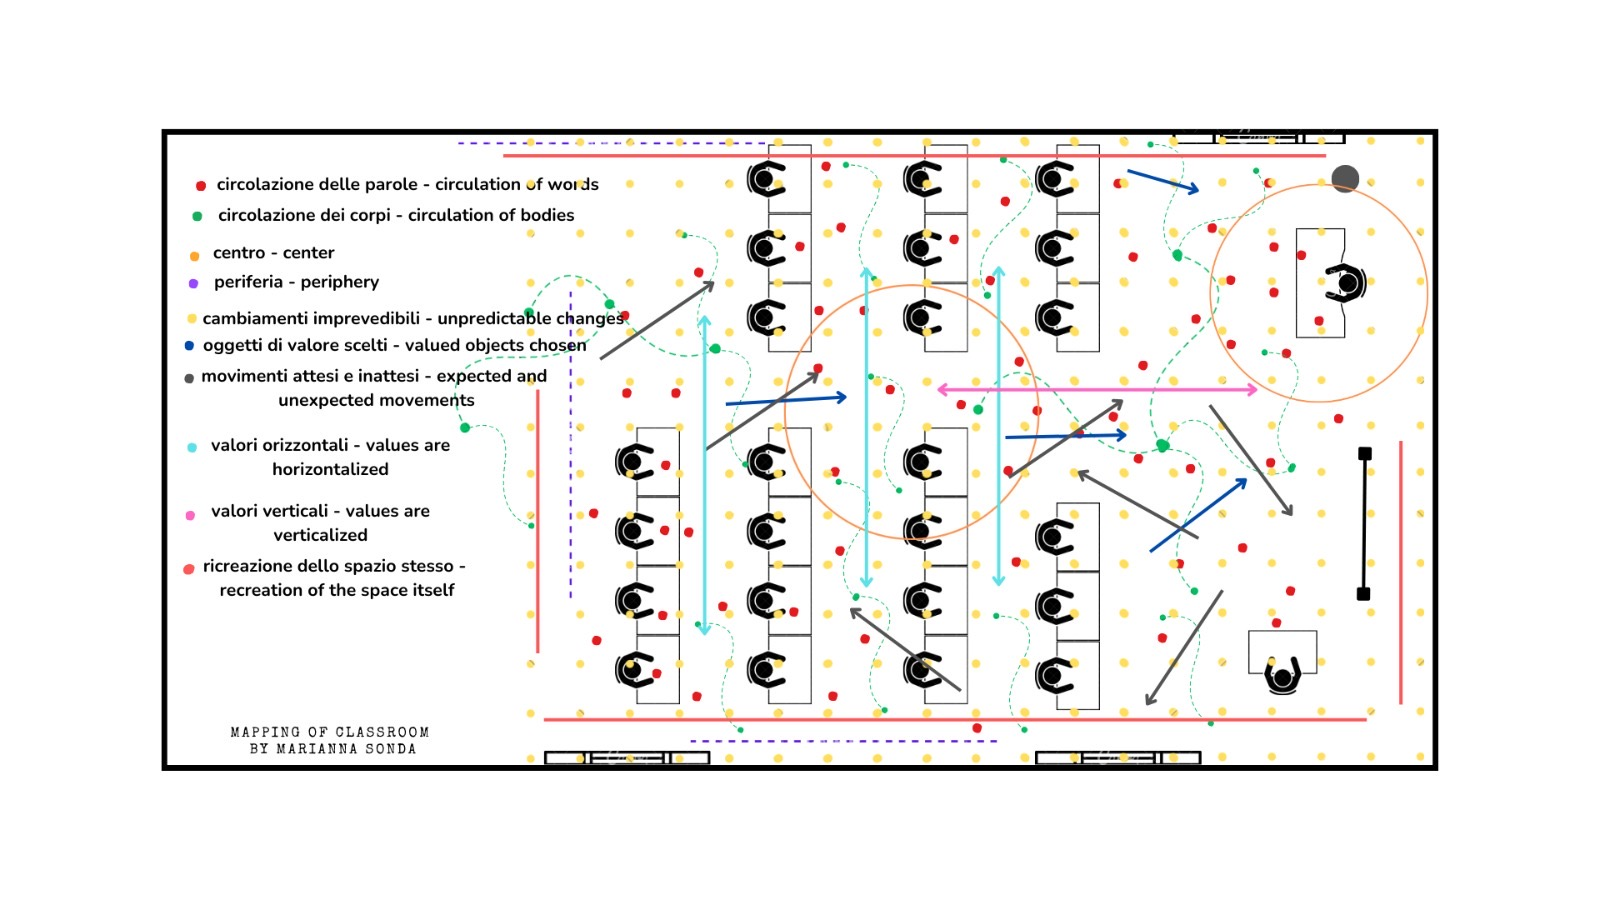 circolazione delle parole - circulation of words
circolazione dei corpi - circulation of bodies
centro - center
periferia - periphery
cambiamenti imprevedibili - unpredictable changes
oggetti di valore scelti - valued objects chosen
movimenti attesi e inattesi - expected and
unexpected movements
valori orizzontali - values are
horizontalized
valori verticali - values are
verticalized
ricreazione dello spazio stesso -
recreation of the space itself
MAPPING OF CLASSROOM
BY MARIANNA SONDA